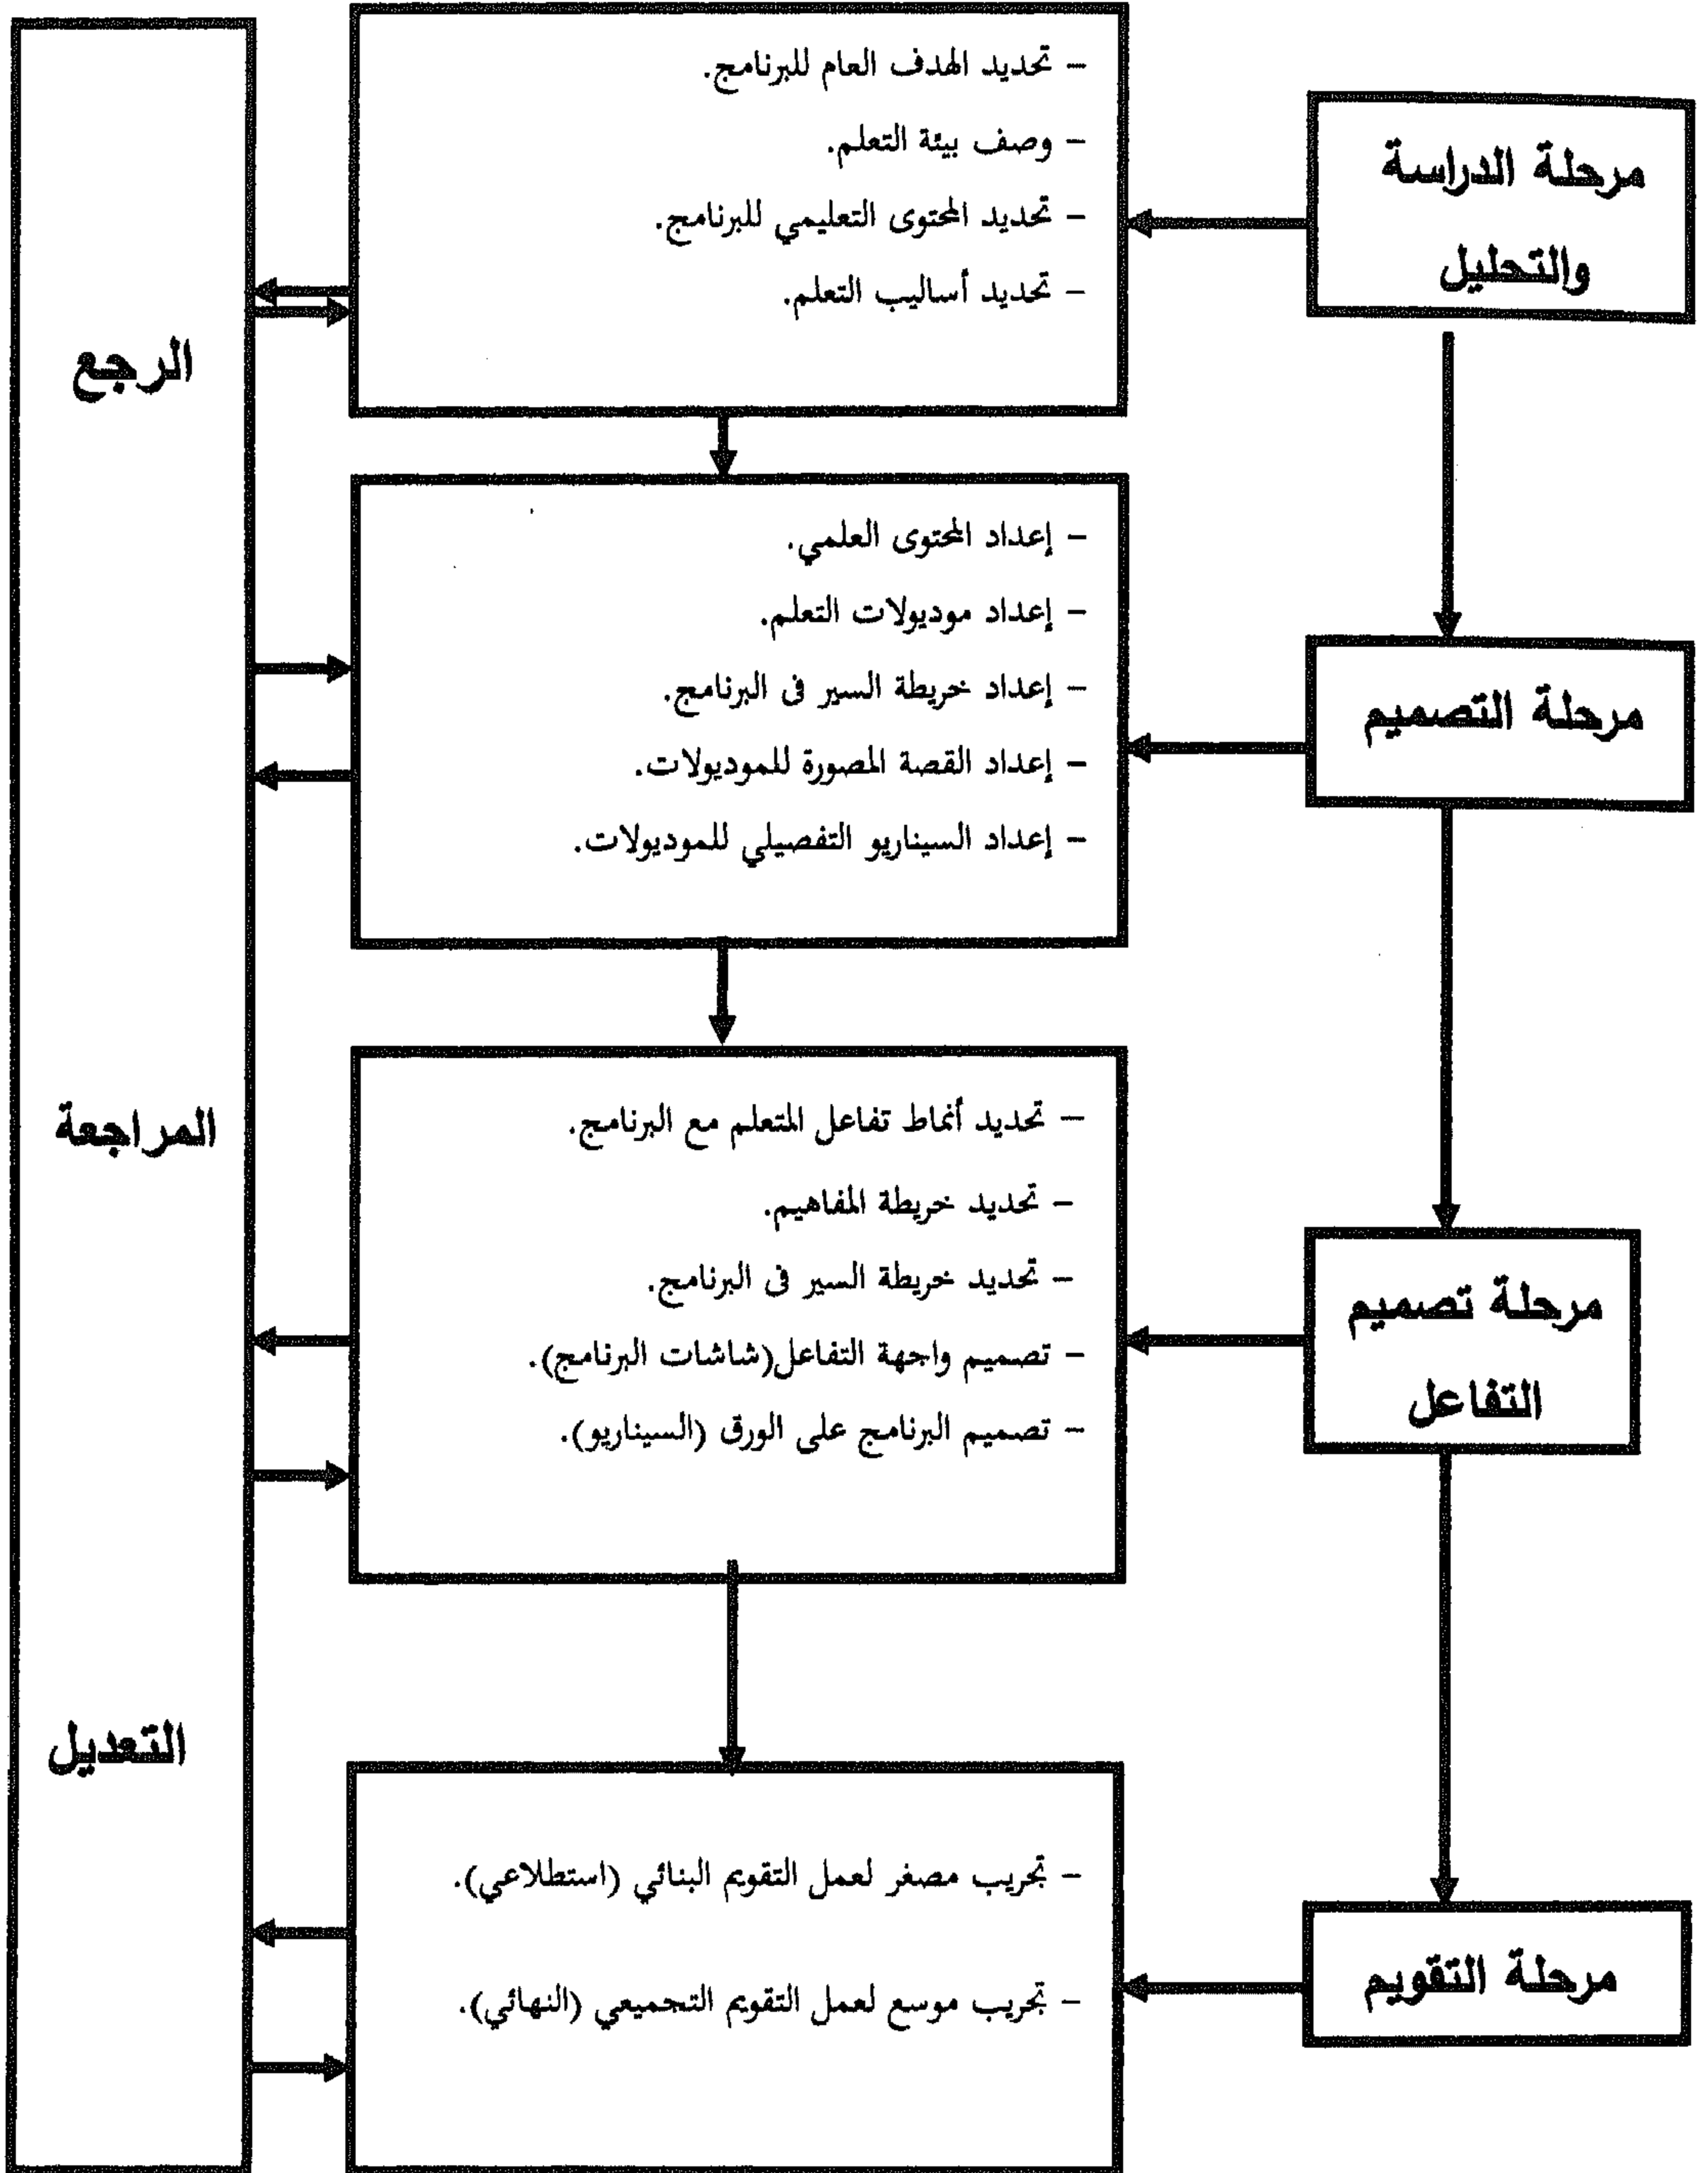 مرحلة الدراسة
والتحليل
- تحديد الهدف العام للبرنامج.
- وصف بيئة التعلم.
- تحديد المحتوى التعليمي للبرنامج.
- تحديد أساليب التعلم.
الرجع
مرحلة التصميم
- إعداد المحتوى العلمي.
- إعداد موديولات التعلم.
- إعداد خريطة السير فى البرنامج.
- إعداد القصة المصورة للموديولات.
- إعداد السيناريو التفصيلي للموديولات.
المراجعة
مرحلة تصميم
التفاعل
- تحديد أنماط تفاعل المتعلم مع البرنامج.
- تحديد خريطة المفاهيم.
- تحديد خريطة السير فى البرنامج.
- تصميم واجهة التفاعل(شاشات البرنامج).
- تصميم البرنامج على الورق (السيناريو).
التعديل
مرحلة التقويم
- تجريب مصغر لعمل التقويم البنائي (استطلاعي).
- تجريب موسع لعمل التقويم التجميعي (النهائي).